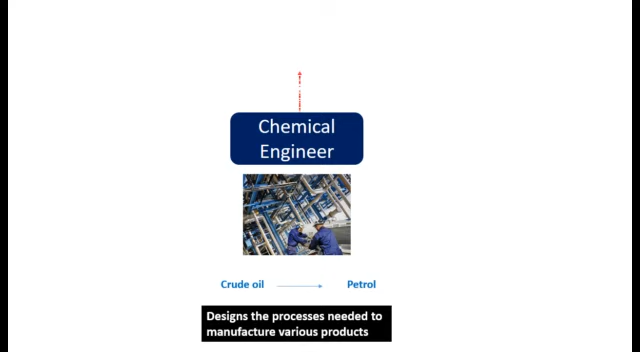 Chemical
Engineer
Crude oil
Petrol
Designs the processes needed to
manufacture various products